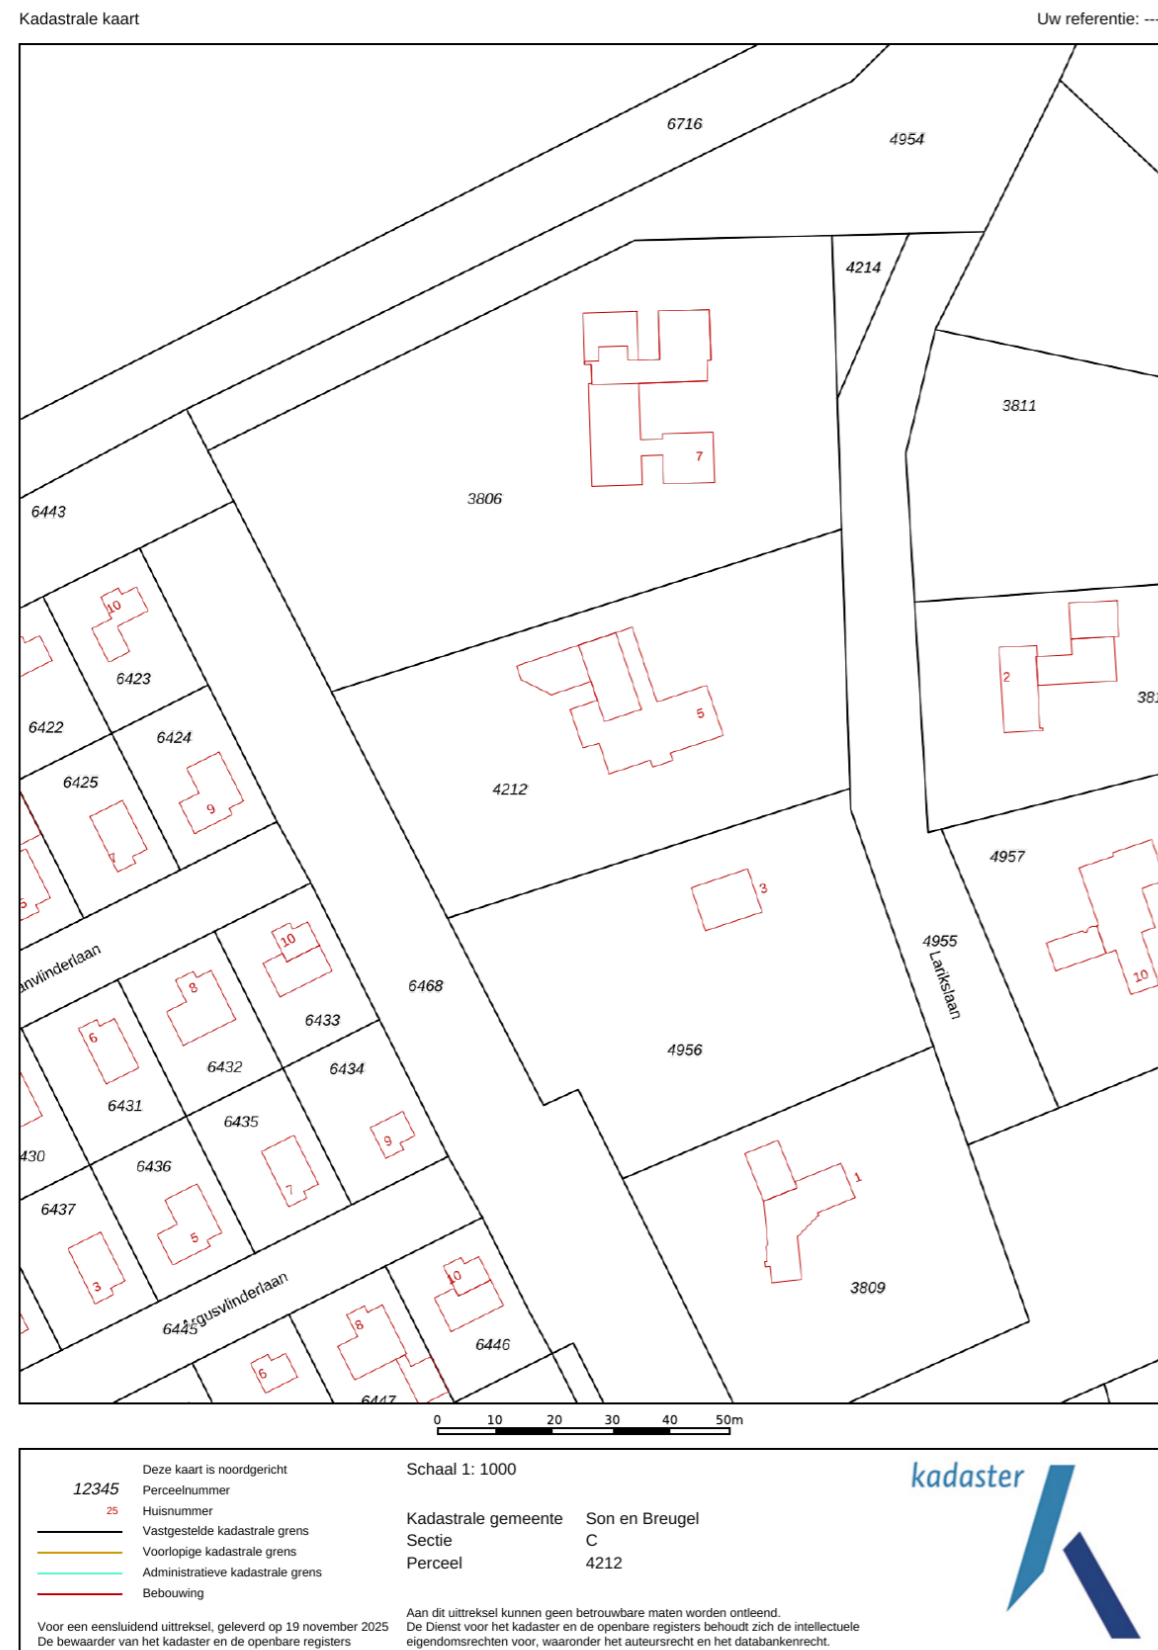 Kadastrale kaart
Uw referentie: ---
6716
4954
4214
3811
7
3806
6443
10
6423
2
381
6422
6424
5
6425
4212
9
7
5
4957
3
4955
Larikslaan
10
anvlinderlaan
10
8
6468
6433
6
6432
6434
4956
6431
6435
9
430
6436
7
1
6437
5
3
Argusvlinderlaan
10
3809
6445
8
6446
6
6447
0 10 20 30 40 50m
Deze kaart is noordgericht
12345 Perceelnummer
25 Huisnummer
Vastgestelde kadastrale grens
Voorlopige kadastrale grens
Administratieve kadastrale grens
Bebouwing
Voor een eensluidend uittreksel, geleverd op 19 november 2025
De bewaarder van het kadaster en de openbare registers
Schaal 1: 1000
Kadastrale gemeente Son en Breugel
Sectie C
Perceel 4212
Aan dit uittreksel kunnen geen betrouwbare maten worden ontleend.
De Dienst voor het kadaster en de openbare registers behoudt zich de intellectuele
eigendomsrechten voor, waaronder het auteursrecht en het databankenrecht.
kadaster